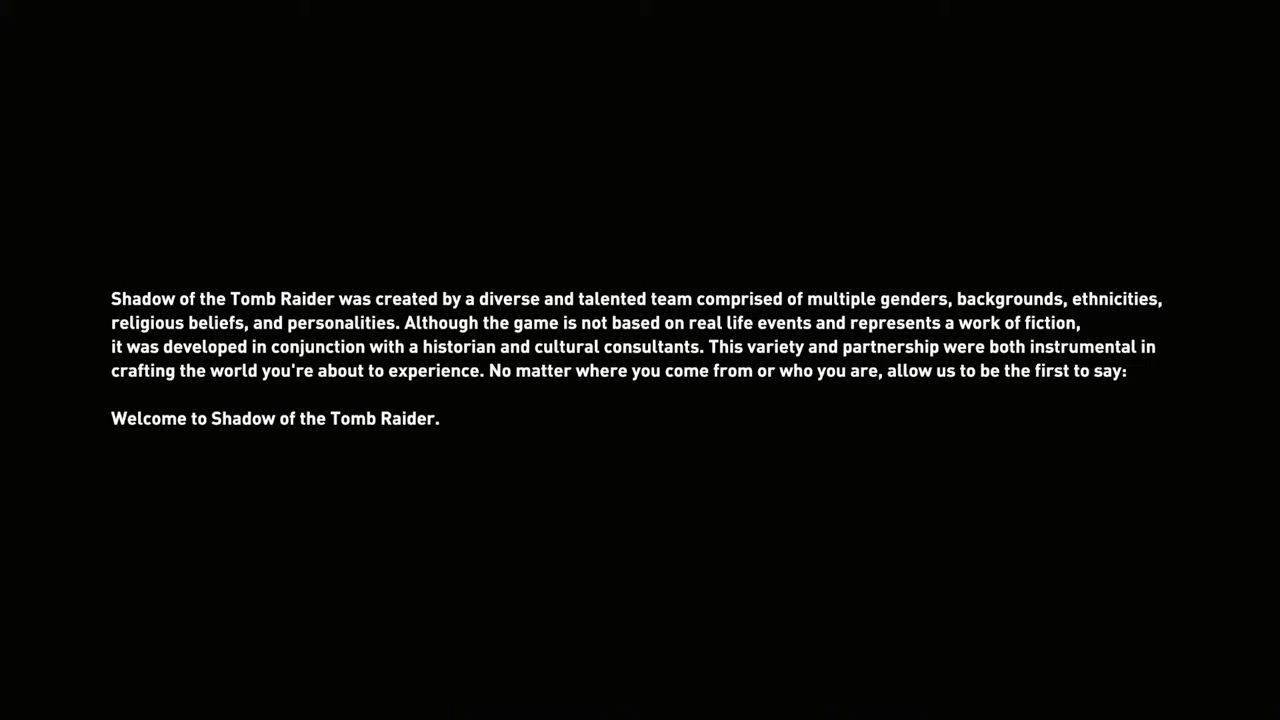 Shadow of the Tomb Raider was created by a diverse and talented team comprised of multiple genders, backgrounds, ethnicities,
religious beliefs, and personalities. Although the game is not based on real life events and represents a work of fiction,
it was developed in conjunction with a historian and cultural consultants. This variety and partnership were both instrumental in
crafting the world you're about to experience. No matter where you come from or who you are, allow us to be the first to say:
Welcome to Shadow of the Tomb Raider.